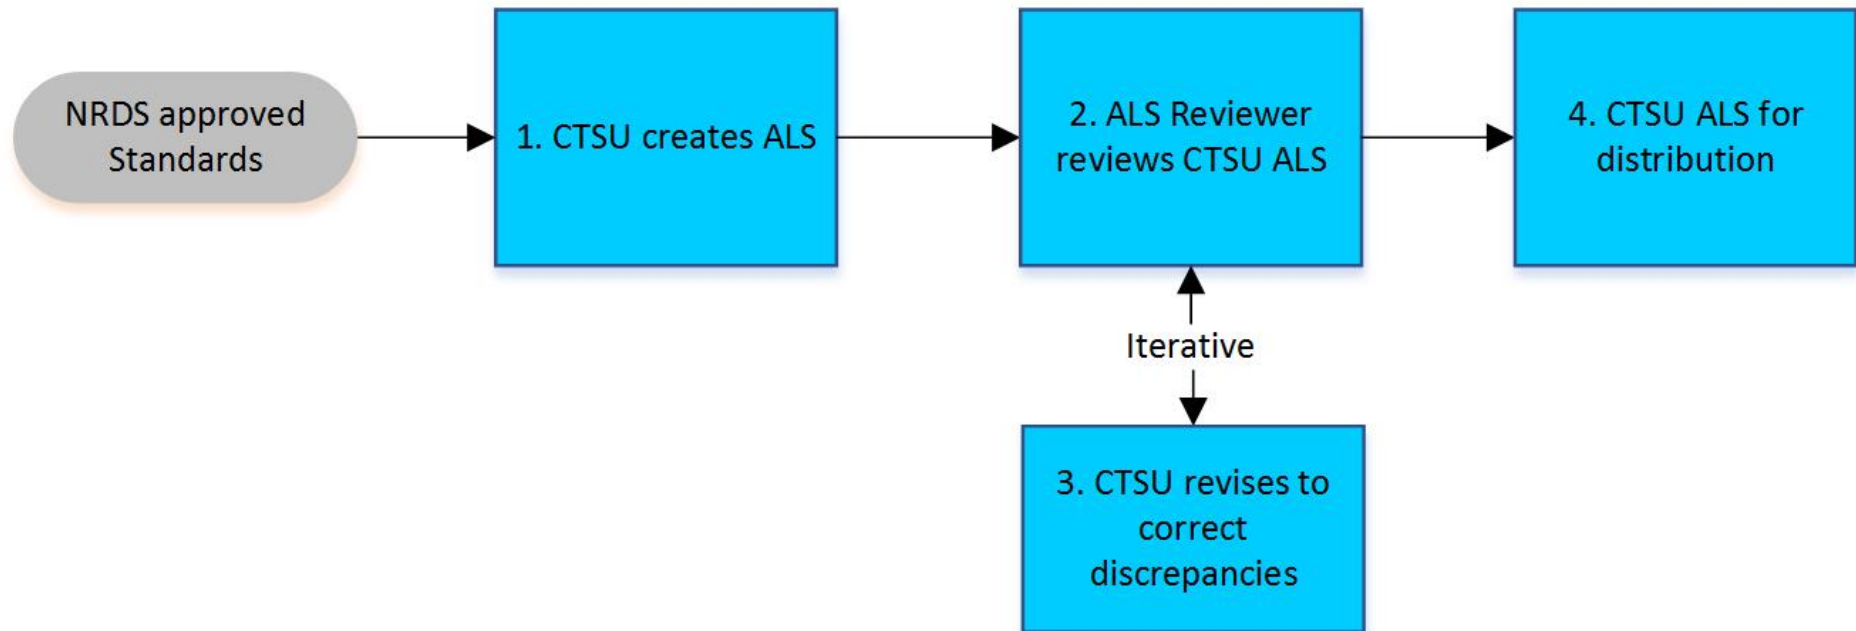 NRDS approved
Standards
1. CTSU creates ALS
2. ALS Reviewer
reviews CTSU ALS
4. CTSU ALS for
distribution
Iterative
3. CTSU revises to
correct
discrepancies